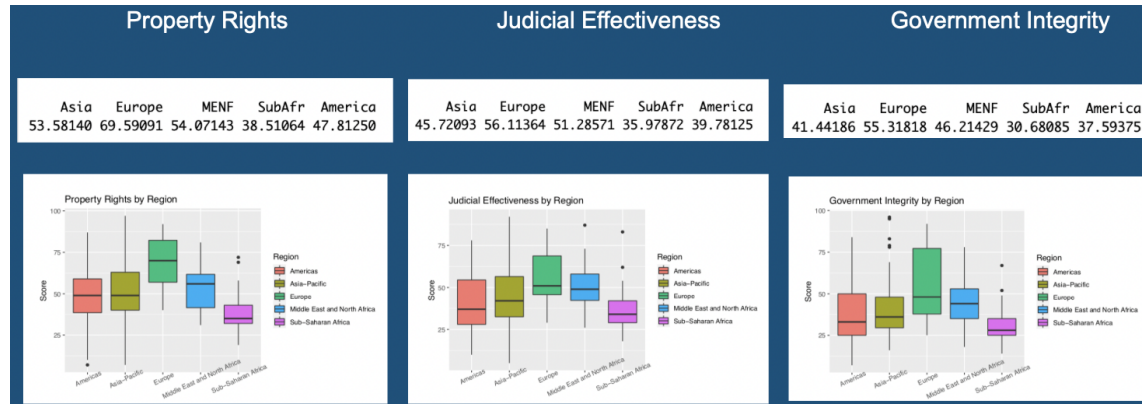 Property Rights
Asia Europe MENF SubAfr America
53.58140 69.59091 54.07143 38.51064 47.81250
Property Rights by Region
100
75
50
25
Score
Americas
Asia-Pacific
Europe
Middle East and North Africa
Sub-Saharan Africa
Region
Americas
Asia-Pacific
Europe
Middle East and North Africa
Sub-Saharan Africa
Judicial Effectiveness
Asia Europe MENF SubAfr America
45.72093 56.11364 51.28571 35.97872 39.78125
Judicial Effectiveness by Region
75
50
25
Score
Americas
Asia-Pacific
Europe
Middle East and North Africa
Sub-Saharan Africa
Region
Americas
Asia-Pacific
Europe
Middle East and North Africa
Sub-Saharan Africa
Government Integrity
Asia Europe MENF SubAfr America
41.44186 55.31818 46.21429 30.68085 37.59375
Government Integrity by Region
100
75
50
25
Score
Americas
Asia-Pacific
Europe
Middle East and North Africa
Sub-Saharan Africa
Region
Americas
Asia-Pacific
Europe
Middle East and North Africa
Sub-Saharan Africa